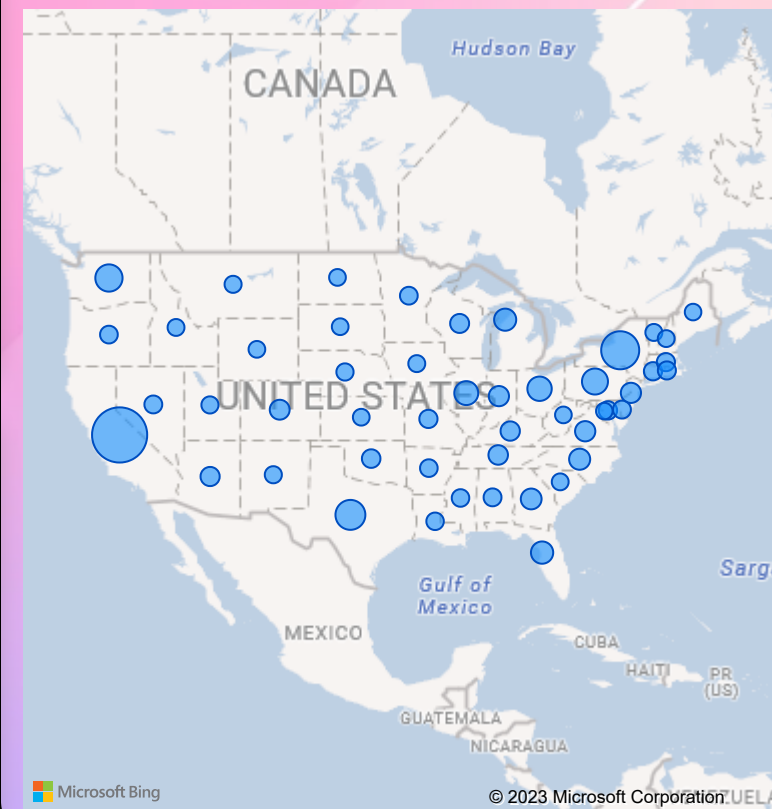 Hudson Bay
CANADA
UNITED STATES
Gulf of
Mexico
Sarg
MEXICO
CUBA
HAITI
PR
(US)
GUATEMALA
NICARAGUA
Microsoft Bing
© 2023 Microsoft Corporation